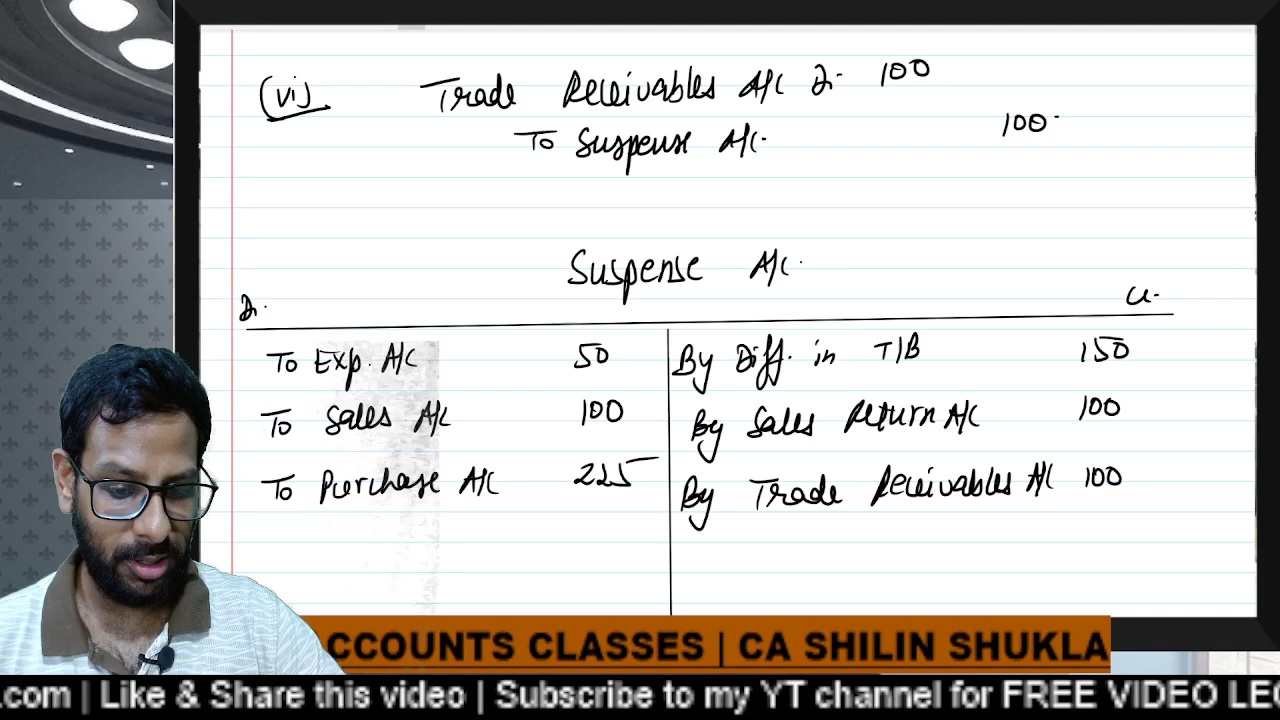 (vi) Trade Receivables A/C Dr. 100
To Suspense A/C. 100
Suspense A/C.
Dr. Cr.
To Exp. A/C 50 By Diff. in T/B 150
To Sales A/C 100 By Sales Return A/C 100
To Purchase A/C 225 By Trade Receivables A/C 100
CCOUNTS CLASSES | CA SHILIN SHUKLA
.com | Like & Share this video | Subscribe to my YT channel for FREE VIDEO LEC